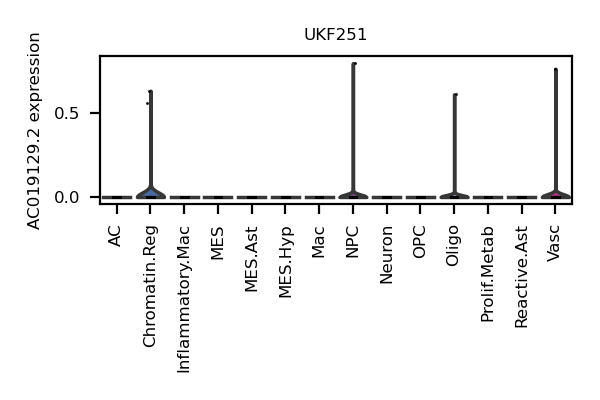 UKF251
AC019129.2 expression
0.5
0.0
AC
Chromatin.Reg
Inflammatory.Mac
MES
MES.Ast
MES.Hyp
Mac
NPC
Neuron
OPC
Oligo
Prolif.Metab
Reactive.Ast
Vasc